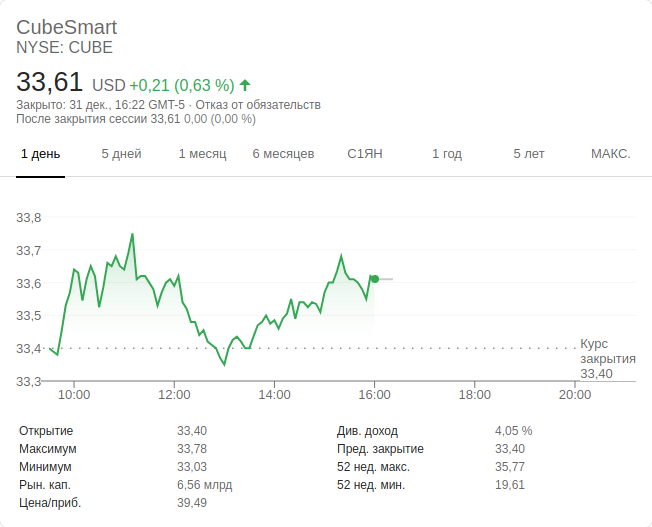 CubeSmart
NYSE: CUBE
33,61 USD +0,21 (0,63 %)
Закрыто: 31 дек., 16:22 GMT-5 · Отказ от обязательств
После закрытия сессии 33,61 0,00 (0,00 %)
1 день 5 дней 1 месяц 6 месяцев С1ЯН 1 год 5 лет МАКС.
33,8
33,7
33,6
33,5
33,4
33,3
Курс
закрытия
33,40
10:00 12:00 14:00 16:00 18:00 20:00
Открытие 33,40 Див. доход 4,05 %
Максимум 33,78 Пред. закрытие 33,40
Минимум 33,03 52 нед. макс. 35,77
Рын. кап. 6,56 млрд 52 нед. мин. 19,61
Цена/приб. 39,49